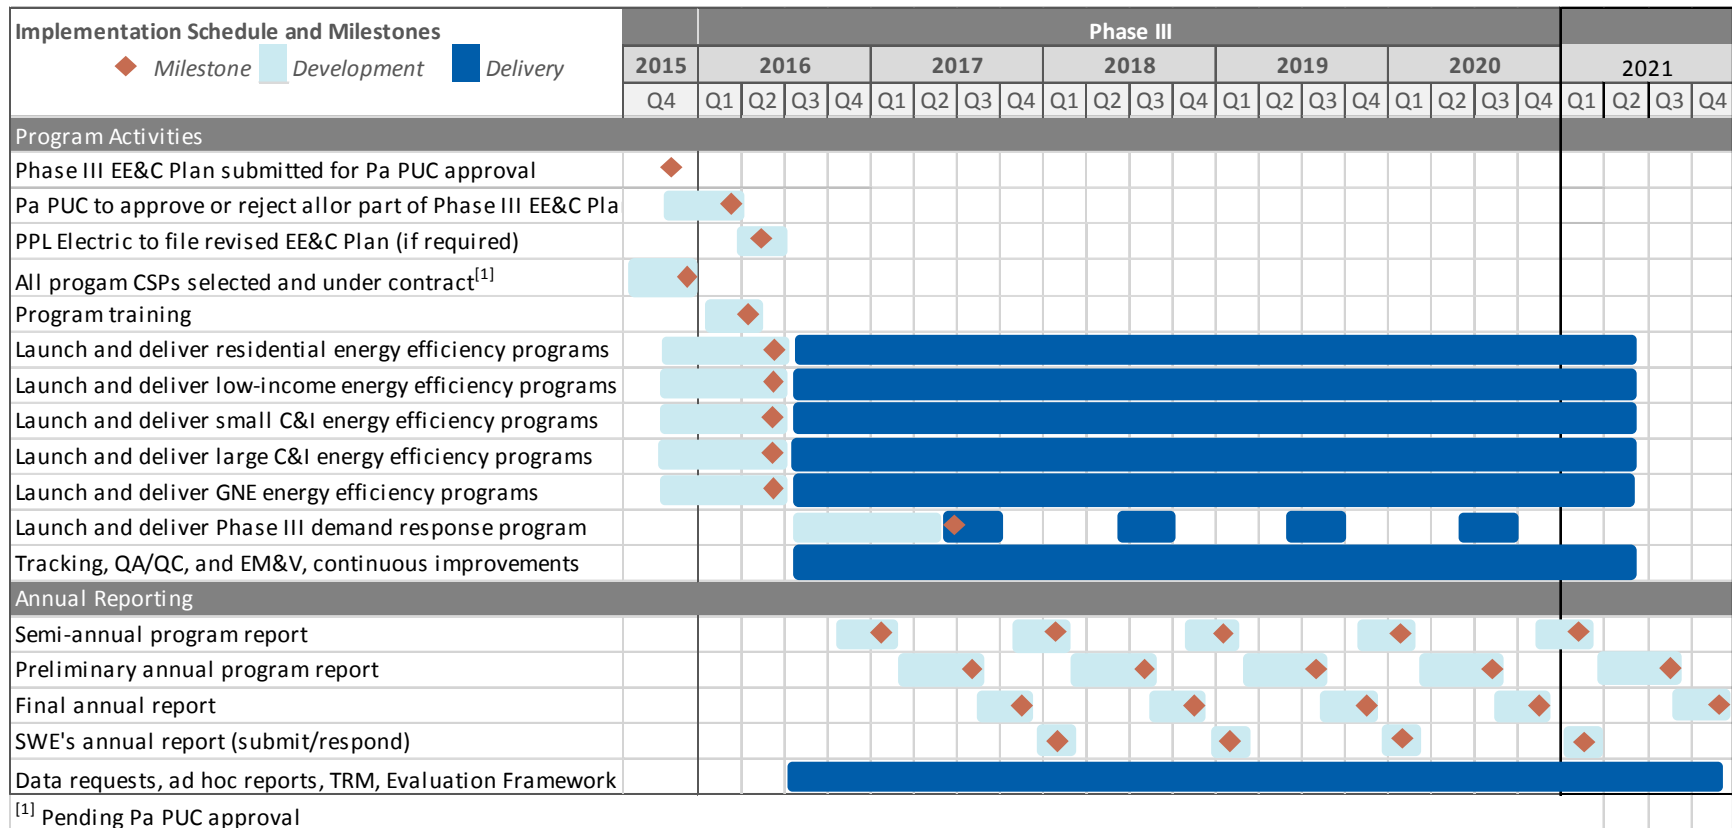 Implementation Schedule and Milestones
Phase III
Milestone Development Delivery
2015 2016 2017 2018 2019 2020 2021
Q4 Q1 Q2 Q3 Q4 Q1 Q2 Q3 Q4 Q1 Q2 Q3 Q4 Q1 Q2 Q3 Q4 Q1 Q2 Q3 Q4 Q1 Q2 Q3 Q4
Program Activities
Phase III EE&C Plan submitted for Pa PUC approval
Pa PUC to approve or reject allor part of Phase III EE&C Pla
PPL Electric to file revised EE&C Plan (if required)
All progam CSPs selected and under contract[1]
Program training
Launch and deliver residential energy efficiency programs
Launch and deliver low-income energy efficiency programs
Launch and deliver small C&I energy efficiency programs
Launch and deliver large C&I energy efficiency programs
Launch and deliver GNE energy efficiency programs
Launch and deliver Phase III demand response program
Tracking, QA/QC, and EM&V, continuous improvements
Annual Reporting
Semi-annual program report
Preliminary annual program report
Final annual report
SWE's annual report (submit/respond)
Data requests, ad hoc reports, TRM, Evaluation Framework
[1] Pending Pa PUC approval